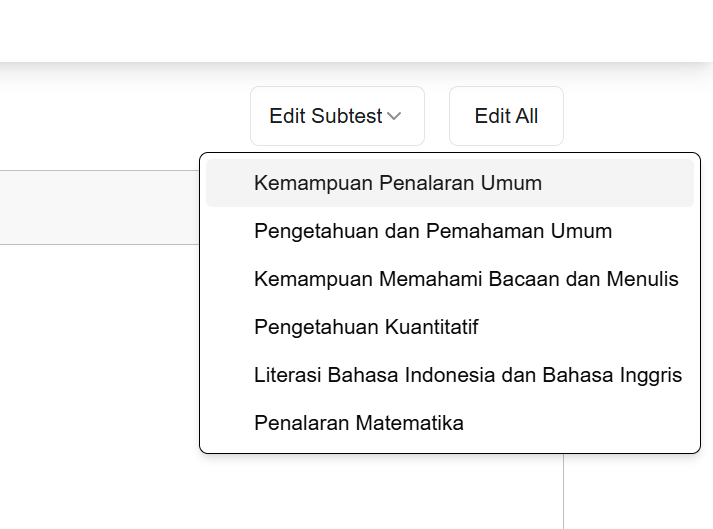 Edit Subtest
Edit All
Kemampuan Penalaran Umum
Pengetahuan dan Pemahaman Umum
Kemampuan Memahami Bacaan dan Menulis
Pengetahuan Kuantitatif
Literasi Bahasa Indonesia dan Bahasa Inggris
Penalaran Matematika